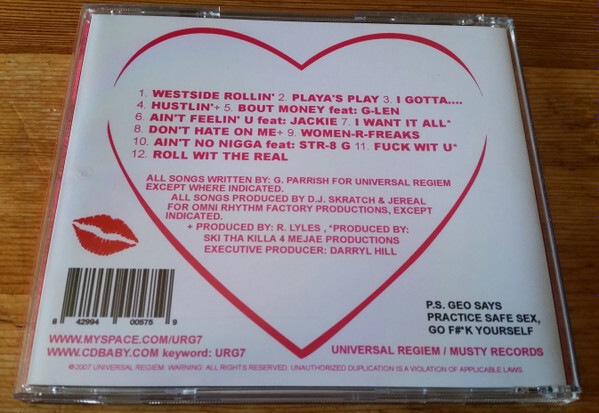 1. WESTSIDE ROLLIN' 2. PLAYA'S PLAY 3. I GOTTA....
4. HUSTLIN'+ 5. BOUT MONEY feat: G-LEN
6. AIN'T FEELIN' U feat: JACKIE 7. I WANT IT ALL*
8. DON'T HATE ON ME+ 9. WOMEN-R-FREAKS
10. AIN'T NO NIGGA feat: STR-8 G 11. FUCK WIT U*
12. ROLL WIT THE REAL
ALL SONGS WRITTEN BY: G. PARRISH FOR UNIVERSAL REGIEM
EXCEPT WHERE INDICATED.
ALL SONGS PRODUCED BY D.J. SKRATCH & JEREAL
FOR OMNI RHYTHM FACTORY PRODUCTIONS, EXCEPT
INDICATED.
+ PRODUCED BY: R. LYLES , *PRODUCED BY:
SKI THA KILLA 4 MEJAE PRODUCTIONS
EXECUTIVE PRODUCER: DARRYL HILL
8 42994 00575 9
P.S. GEO SAYS
PRACTICE SAFE SEX,
GO F#*K YOURSELF
WWW.MYSPACE.COM/URG7
WWW.CDBABY.COM keyword: URG7
UNIVERSAL REGIEM / MUSTY RECORDS
©2007 UNIVERSAL REGIEM. WARNING: ALL RIGHTS RESERVED. UNAUTHORIZED DUPLICATION IS A VIOLATION OF APPLICABLE LAWS.